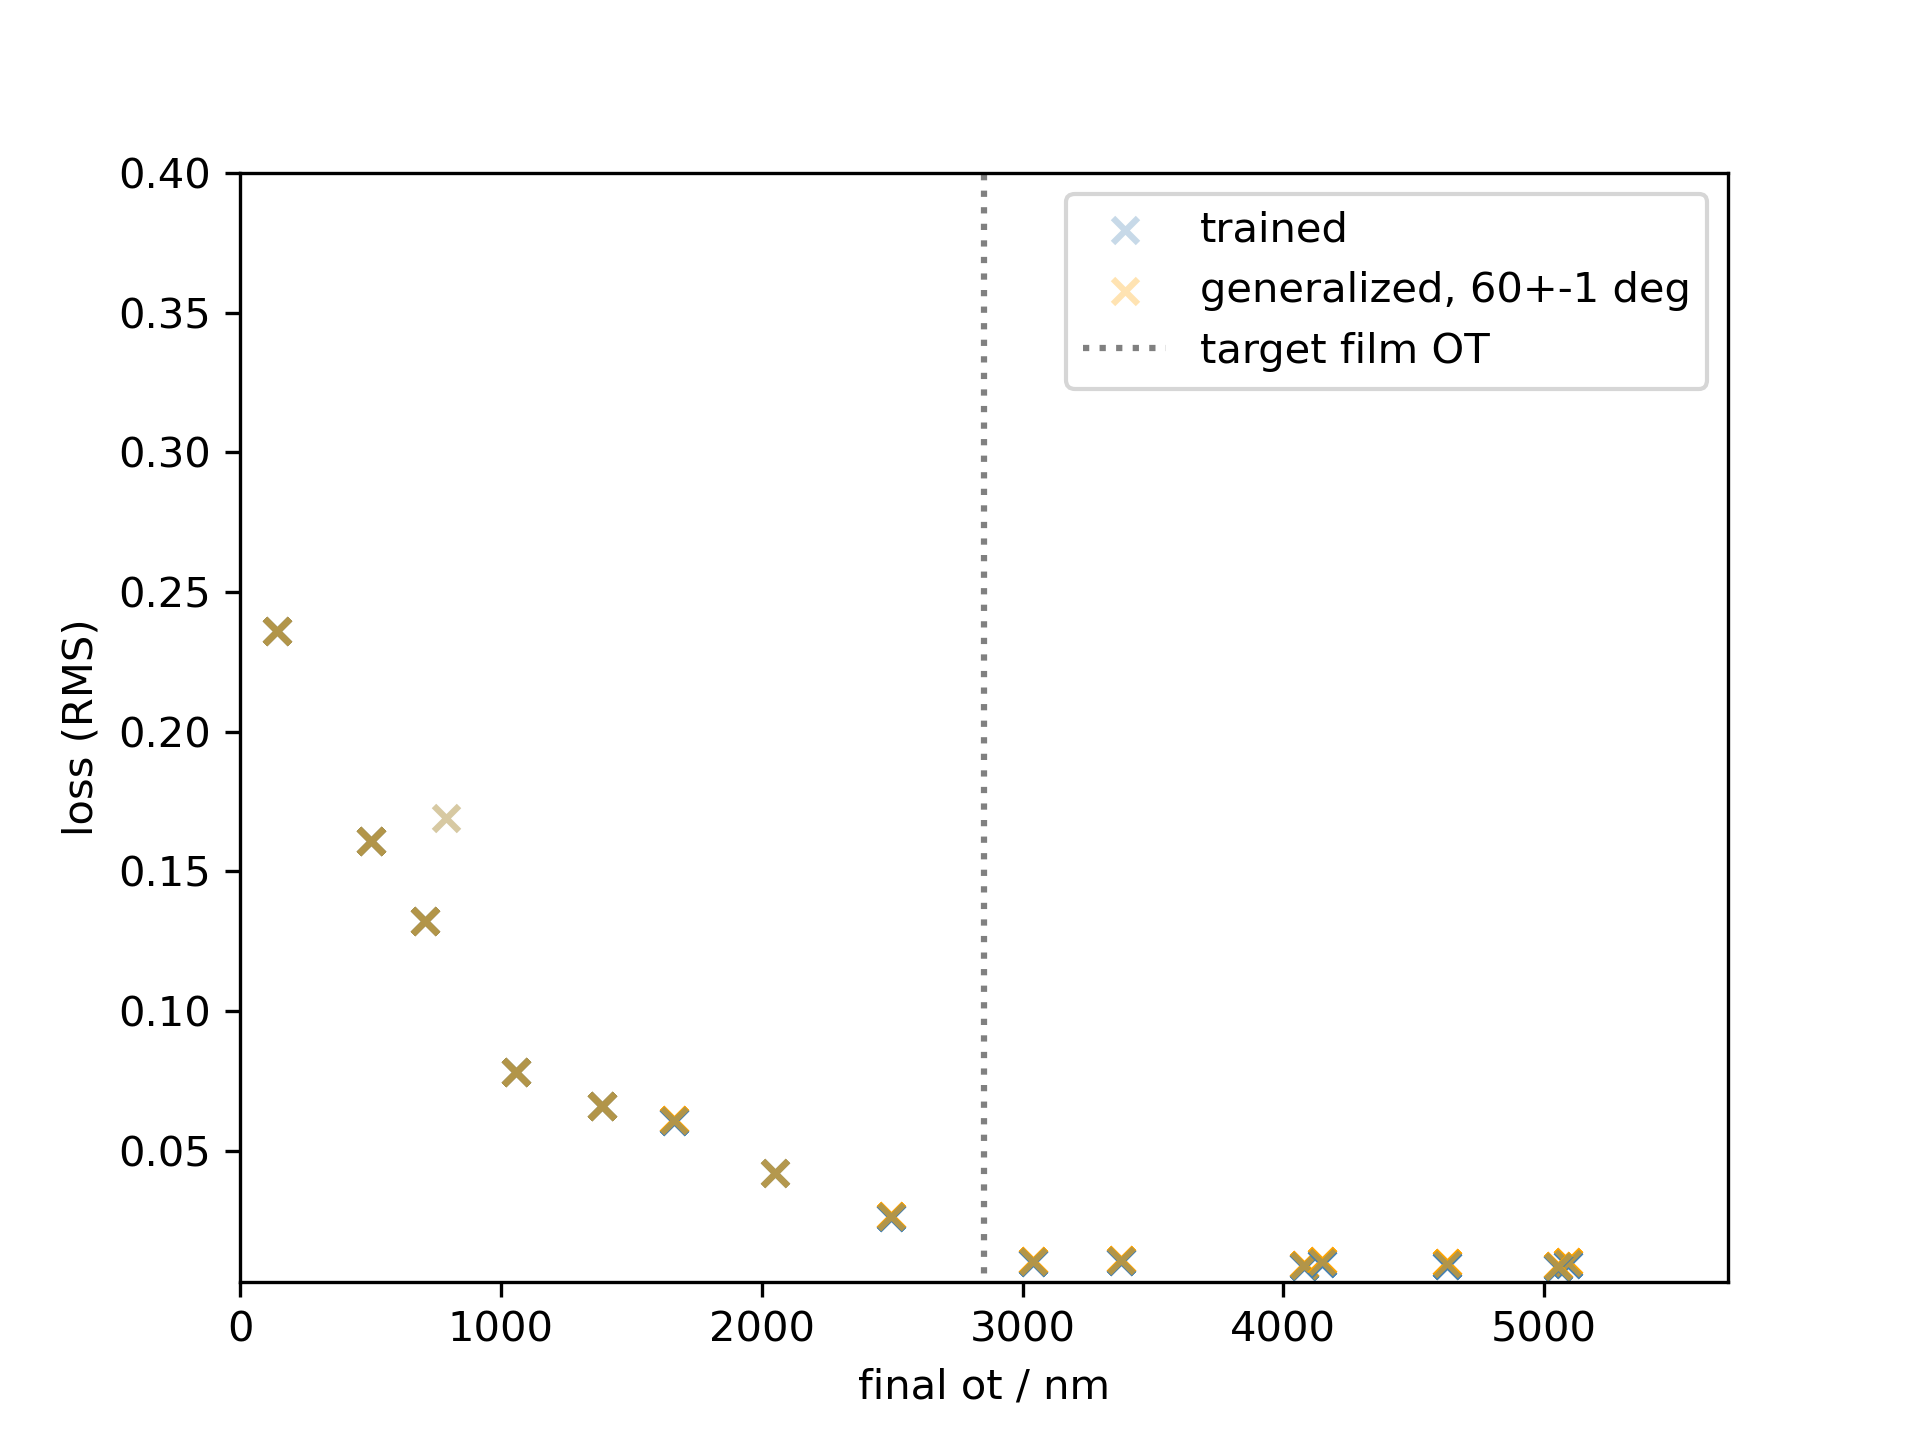 0.40
0.35
0.30
0.25
0.20
0.15
0.10
0.05
loss (RMS)
trained
generalized, 60+-1 deg
target film OT
0 1000 2000 3000 4000 5000
final ot / nm